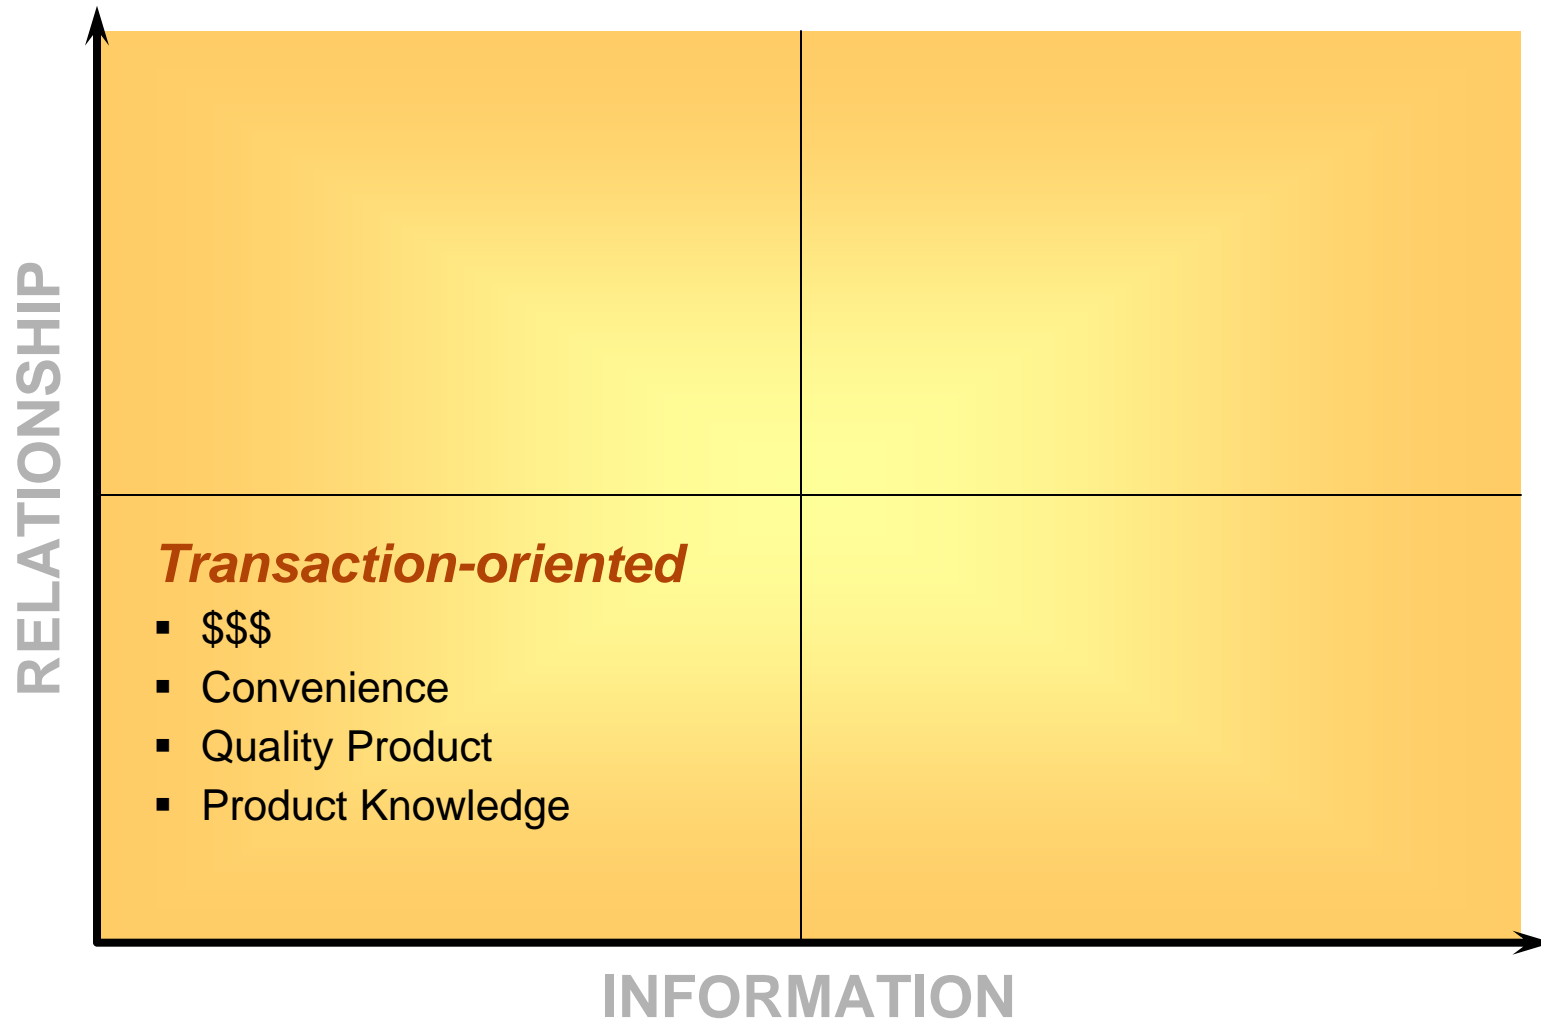 RELATIONSHIP
Transaction-oriented
▪ $$$
▪ Convenience
▪ Quality Product
▪ Product Knowledge
INFORMATION